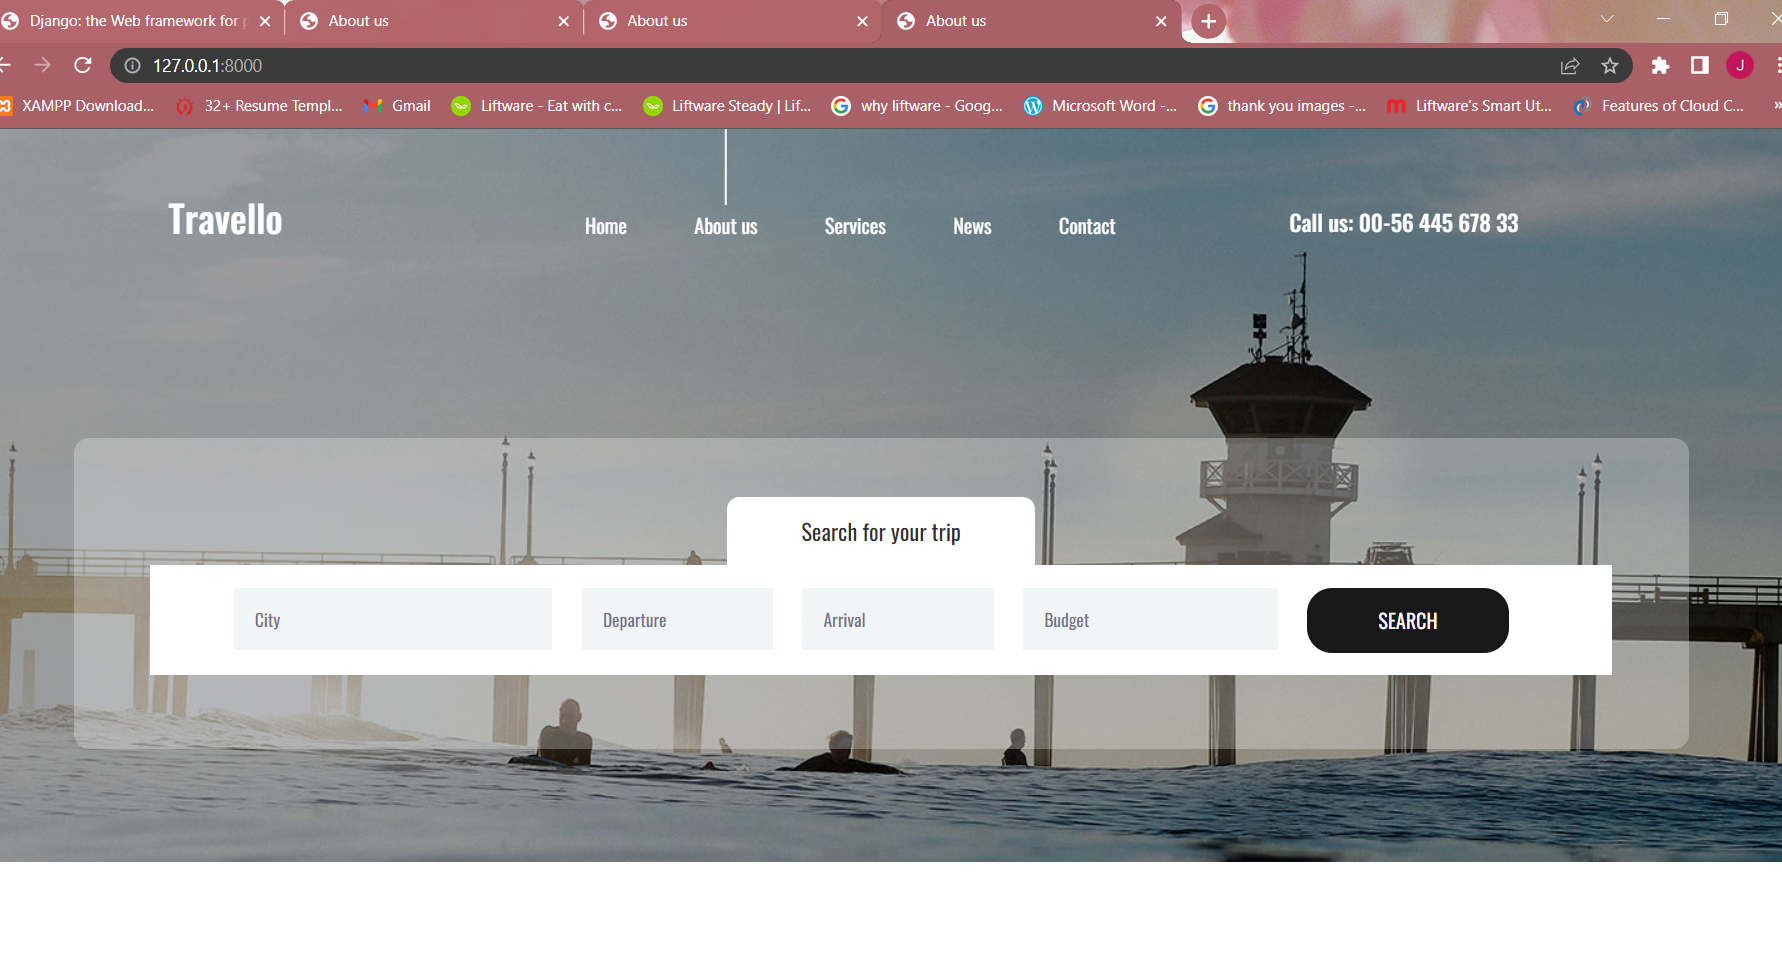 Django: the Web framework for p
About us
About us
About us
127.0.0.1:8000
J
XAMPP Download...
32+ Resume Templ...
Gmail
Liftware - Eat with c...
Liftware Steady | Lif...
why liftware - Goog...
Microsoft Word -...
thank you images -...
Liftware's Smart Ut...
Features of Cloud C...
Travello
Home
About us
Services
News
Contact
Call us: 00-56 445 678 33
Search for your trip
City
Departure
Arrival
Budget
SEARCH